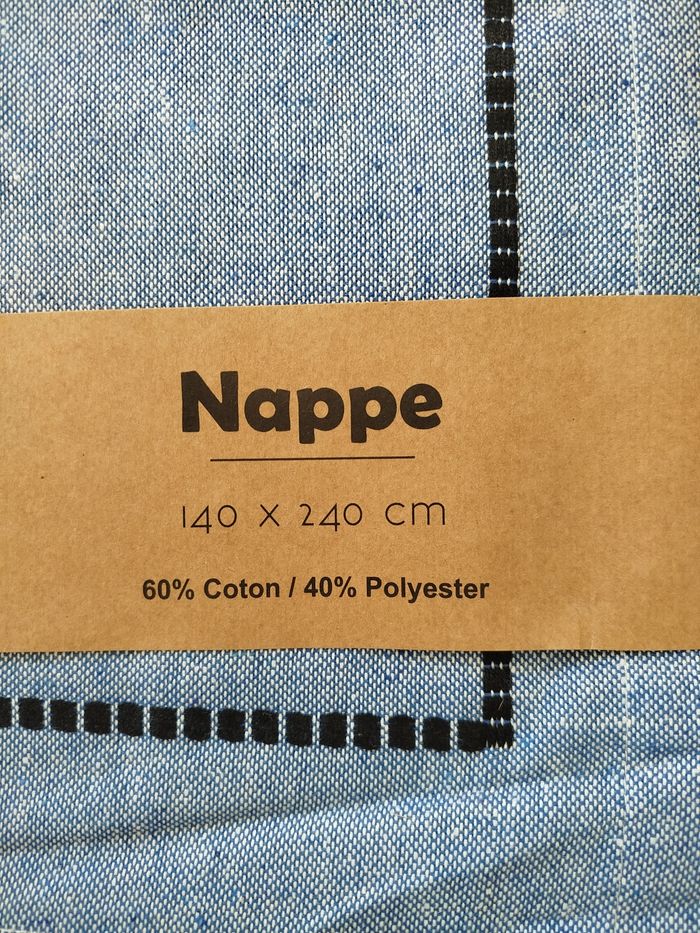 Nappe
140 x 240 cm
60% Coton / 40% Polyester